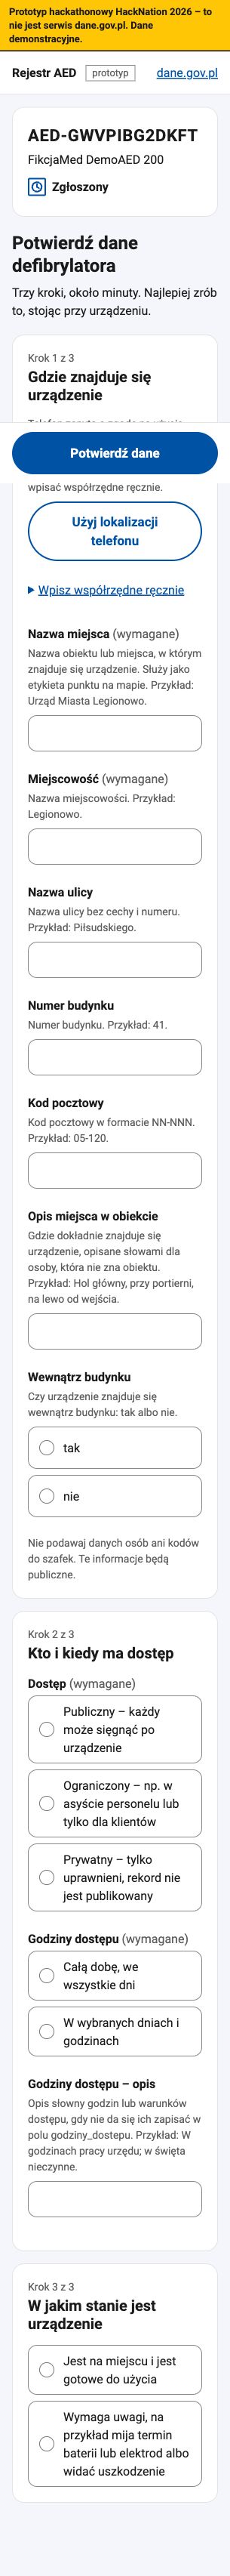 Prototyp hackathonowy HackNation 2026 – to
nie jest serwis dane.gov.pl. Dane
demonstracyjne.
Rejestr AED prototyp dane.gov.pl
AED-GWVPIBG2DKFT
FikcjaMed DemoAED 200
Zgłoszony
Potwierdź dane
defibrylatora
Trzy kroki, około minuty. Najlepiej zrób
to, stojąc przy urządzeniu.
Krok 1 z 3
Gdzie znajduje się
urządzenie
Potwierdź dane
wpisać współrzędne ręcznie.
Użyj lokalizacji
telefonu
Wpisz współrzędne ręcznie
Nazwa miejsca (wymagane)
Nazwa obiektu lub miejsca, w którym
znajduje się urządzenie. Służy jako
etykieta punktu na mapie. Przykład:
Urząd Miasta Legionowo.
Miejscowość (wymagane)
Nazwa miejscowości. Przykład:
Legionowo.
Nazwa ulicy
Nazwa ulicy bez cechy i numeru.
Przykład: Piłsudskiego.
Numer budynku
Numer budynku. Przykład: 41.
Kod pocztowy
Kod pocztowy w formacie NN-NNN.
Przykład: 05-120.
Opis miejsca w obiekcie
Gdzie dokładnie znajduje się
urządzenie, opisane słowami dla
osoby, która nie zna obiektu.
Przykład: Hol główny, przy portierni,
na lewo od wejścia.
Wewnątrz budynku
Czy urządzenie znajduje się
wewnątrz budynku: tak albo nie.
tak
nie
Nie podawaj danych osób ani kodów
do szafek. Te informacje będą
publiczne.
Krok 2 z 3
Kto i kiedy ma dostęp
Dostęp (wymagane)
Publiczny – każdy
może sięgnąć po
urządzenie
Ograniczony – np. w
asyście personelu lub
tylko dla klientów
Prywatny – tylko
uprawnieni, rekord nie
jest publikowany
Godziny dostępu (wymagane)
Całą dobę, we
wszystkie dni
W wybranych dniach i
godzinach
Godziny dostępu – opis
Opis słowny godzin lub warunków
dostępu, gdy nie da się ich zapisać w
polu godziny_dostepu. Przykład: W
godzinach pracy urzędu; w święta
nieczynne.
Krok 3 z 3
W jakim stanie jest
urządzenie
Jest na miejscu i jest
gotowe do użycia
Wymaga uwagi, na
przykład mija termin
baterii lub elektrod albo
widać uszkodzenie